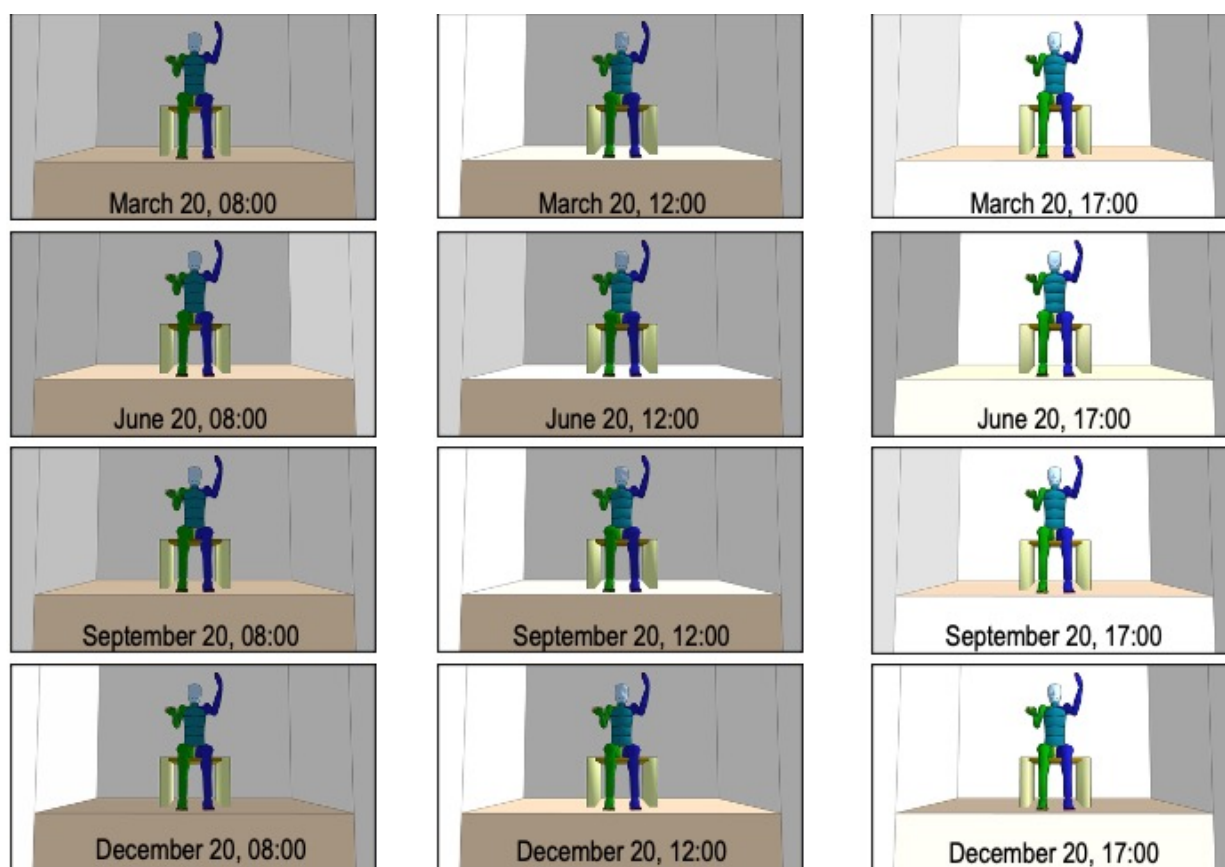 March 20, 08:00
March 20, 12:00
March 20, 17:00
June 20, 08:00
June 20, 12:00
June 20, 17:00
September 20, 08:00
September 20, 12:00
September 20, 17:00
December 20, 08:00
December 20, 12:00
December 20, 17:00